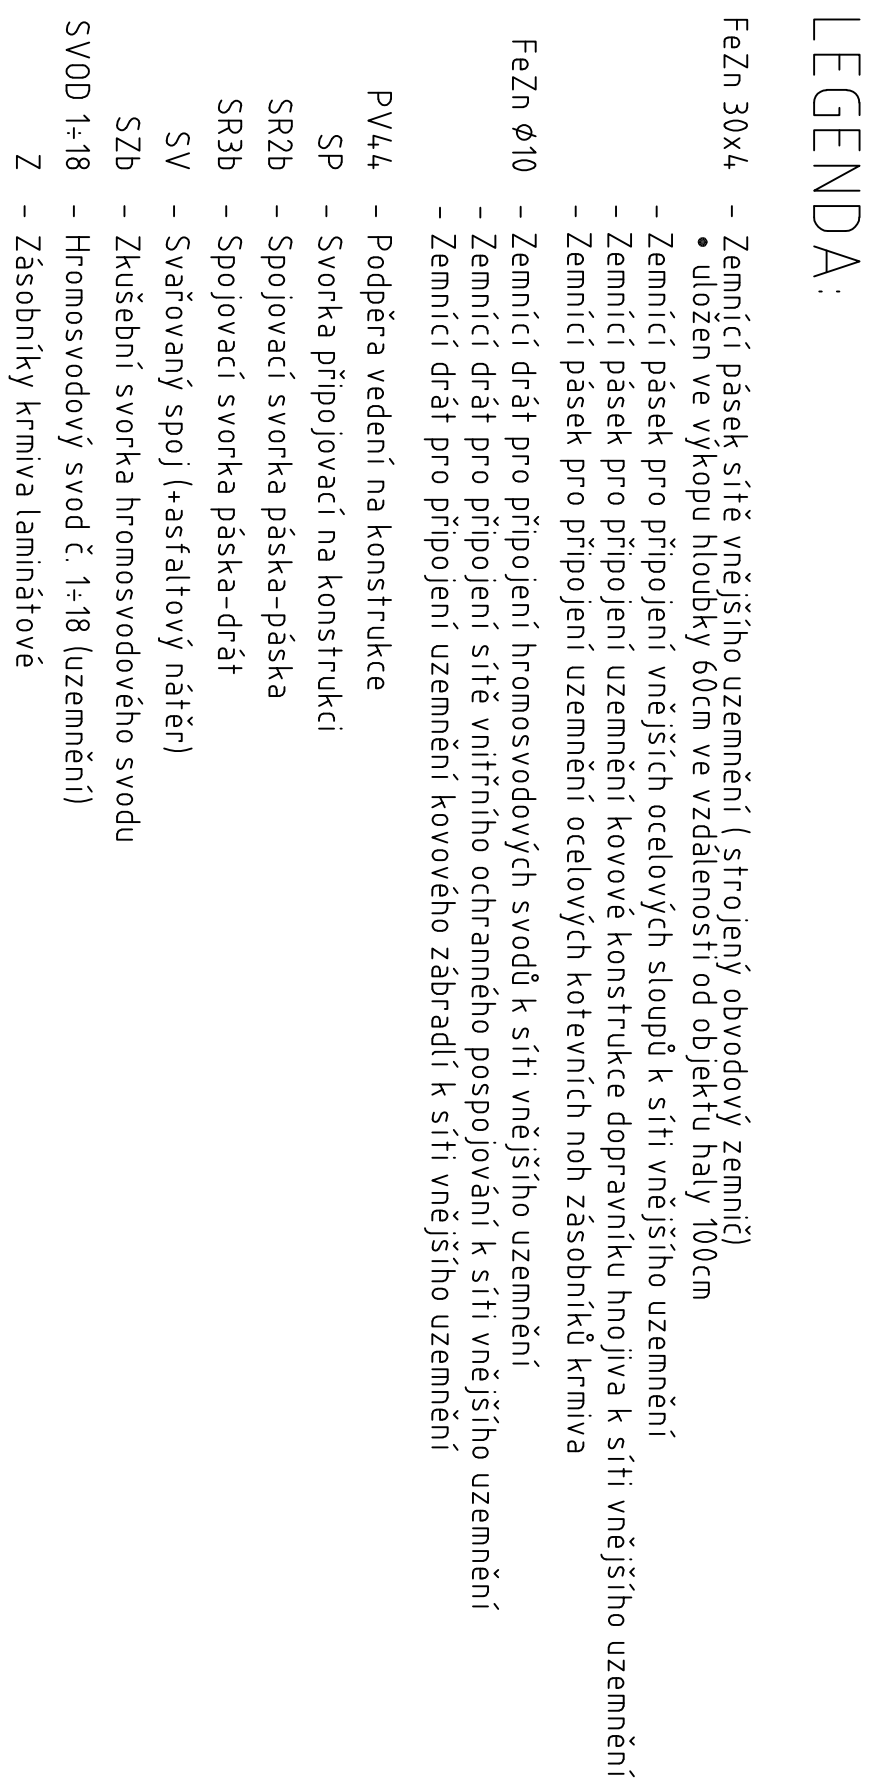 LEGENDA:
FeZn 30x4 - Zemnící pásek sítě vnějšího uzemnění ( strojený obvodový zemnič)
• uložen ve výkopu hloubky 60cm ve vzdálenosti od objektu haly 100cm
- Zemnící pásek pro připojení vnějších ocelových sloupů k síti vnějšího uzemnění
- Zemnící pásek pro připojení uzemnění kovové konstrukce dopravníku hnojiva k síti vnějšího uzemnění
- Zemnící pásek pro připojení uzemnění ocelových kotevních noh zásobníků krmiva
FeZn Ø10 - Zemnící drát pro připojení hromosvodových svodů k síti vnějšího uzemnění
- Zemnící drát pro připojení sítě vnitřního ochranného pospojování k síti vnějšího uzemnění
- Zemnící drát pro připojení uzemnění kovového zábradlí k síti vnějšího uzemnění
PV44 - Podpěra vedení na konstrukce
SP - Svorka připojovací na konstrukci
SR2b - Spojovací svorka páska-páska
SR3b - Spojovací svorka páska-drát
SV - Svařovaný spoj (+asfaltový nátěr)
SZb - Zkušební svorka hromosvodového svodu
SVOD 1÷18 - Hromosvodový svod č. 1÷18 (uzemnění)
Z - Zásobníky krmiva laminátové